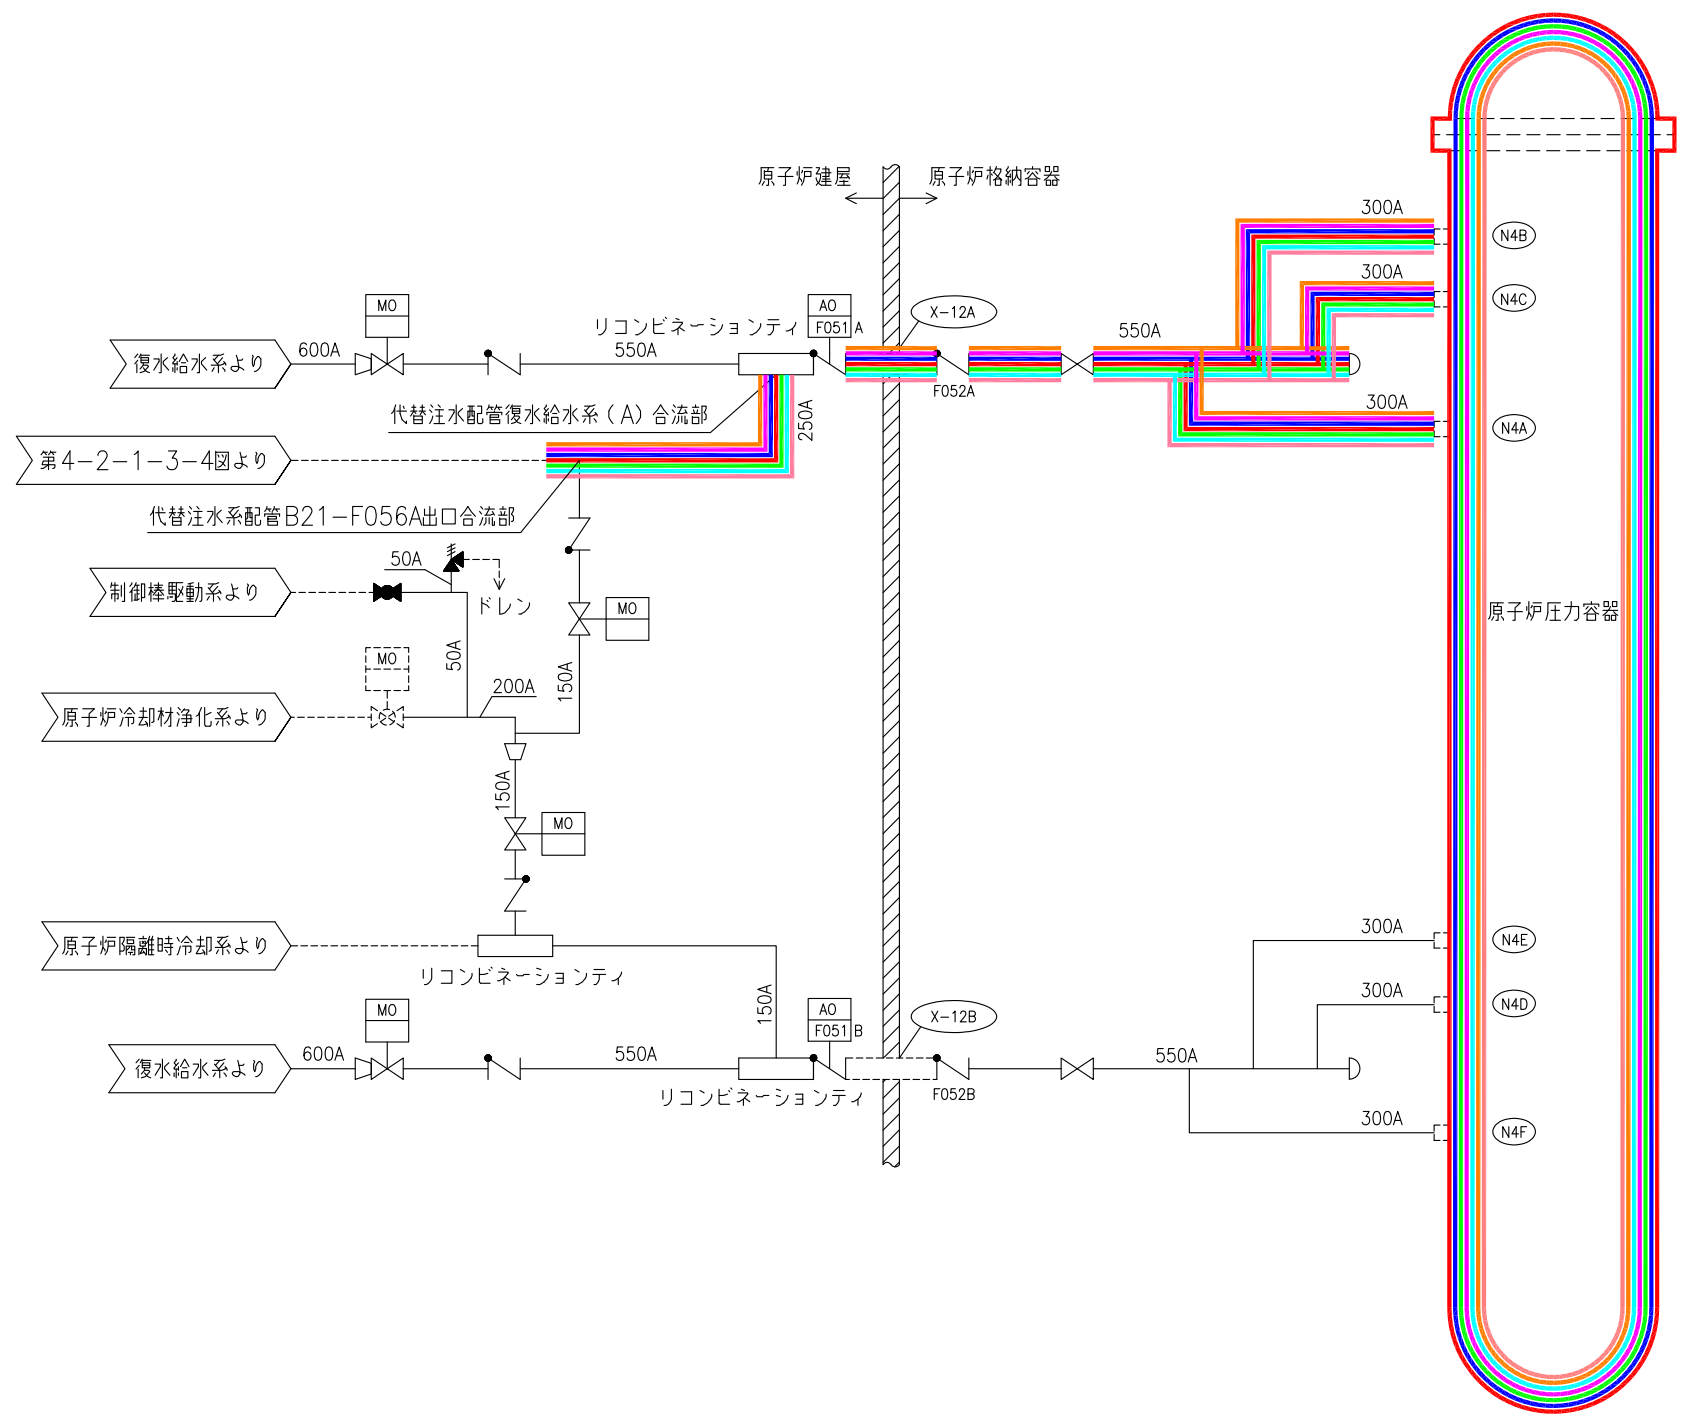 原子炉建屋
原子炉格納容器
300A
N4B
300A
N4C
MO
AO
F051 A
X-12A
リコンビネーションティ
復水給水系より
600A
550A
550A
F052A
代替注水配管復水給水系(A)合流部
250A
300A
N4A
第4-2-1-3-4図より
代替注水系配管B21-F056A出口合流部
50A
制御棒駆動系より
ドレン
MO
原子炉圧力容器
50A
MO
150A
200A
原子炉冷却材浄化系より
150A
MO
300A
N4E
原子炉隔離時冷却系より
リコンビネーションティ
300A
N4D
150A
MO
AO
F051 B
X-12B
復水給水系より
600A
550A
550A
リコンビネーションティ
F052B
300A
N4F